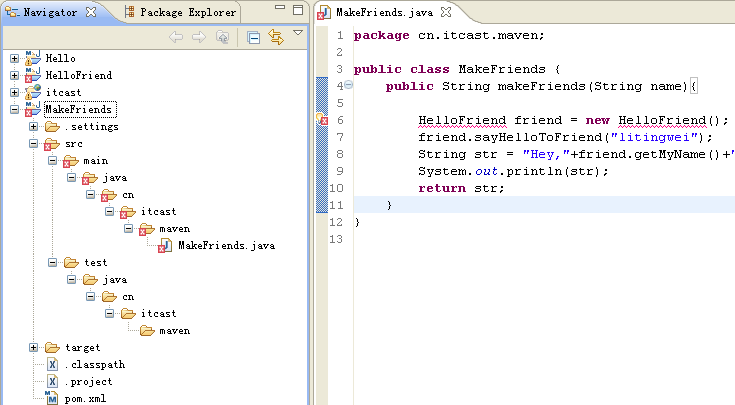 Navigator
Package Explorer
Hello
HelloFriend
itcast
MakeFriends
.settings
src
main
java
cn
itcast
maven
MakeFriends.java
test
java
cn
itcast
maven
target
.classpath
.project
pom.xml
MakeFriends.java
1 package cn.itcast.maven;
2
3 public class MakeFriends {
4 public String makeFriends(String name){
5
6 HelloFriend friend = new HelloFriend();
7 friend.sayHelloToFriend("litingwei");
8 String str = "Hey,"+friend.getMyName()+"
9 System.out.println(str);
10 return str;
11 }
12 }
13